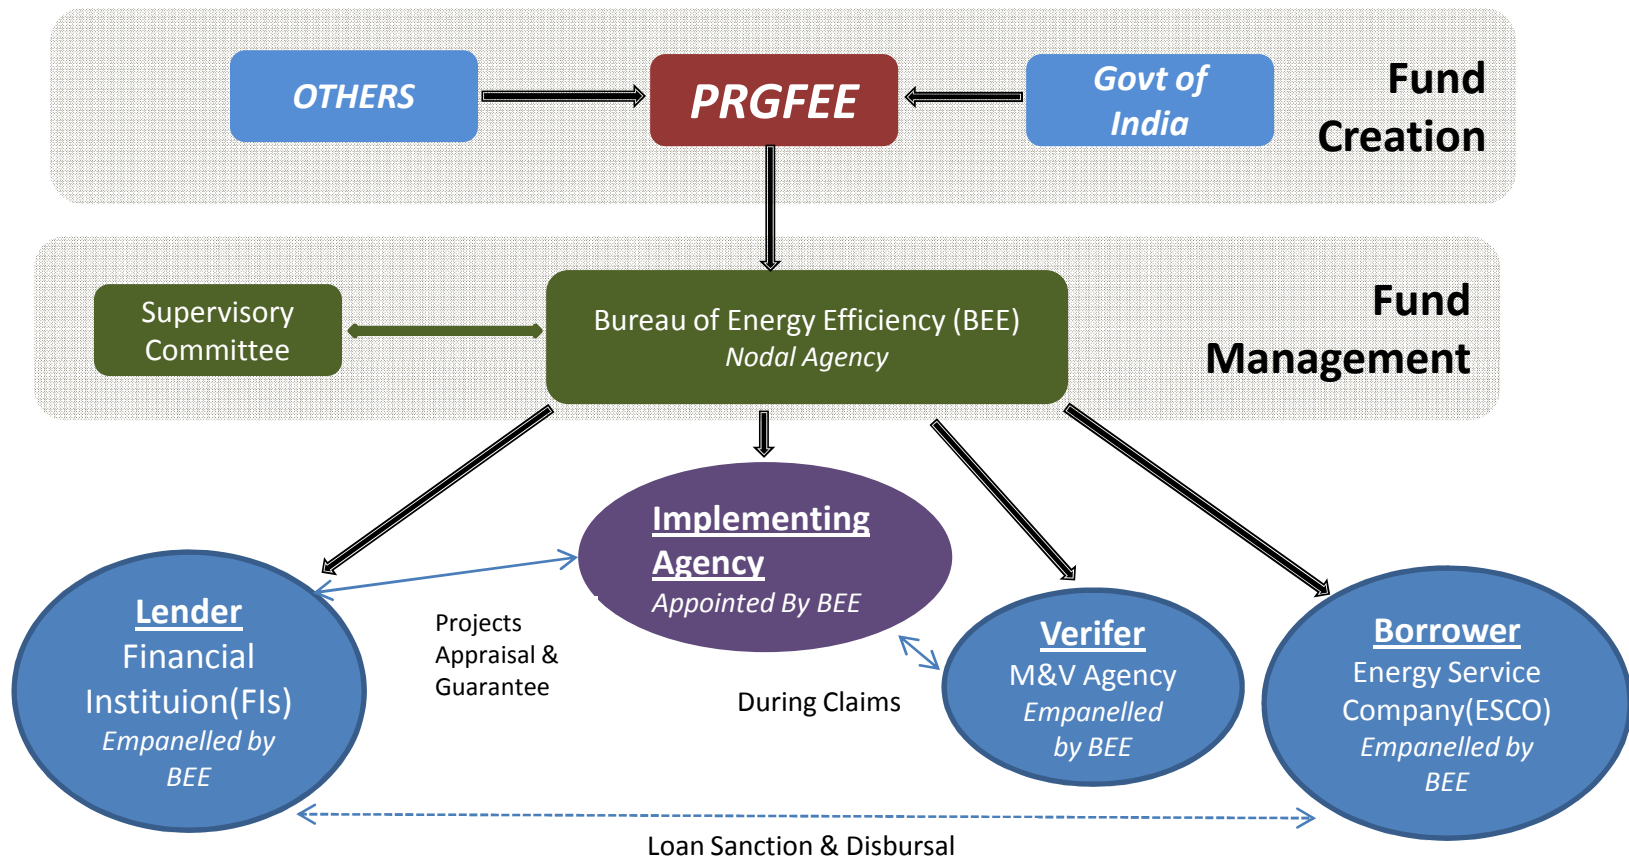 OTHERS
PRGFEE
Govt of
India
Fund
Creation
Supervisory
Committee
Bureau of Energy Efficiency (BEE)
Nodal Agency
Fund
Management
Implementing
Agency
Appointed By BEE
Lender
Financial
Instituion(FIs)
Empanelled by
BEE
Projects
Appraisal &
Guarantee
During Claims
Verifer
M&V Agency
Empanelled
by BEE
Borrower
Energy Service
Company(ESCO)
Empanelled by
BEE
Loan Sanction & Disbursal